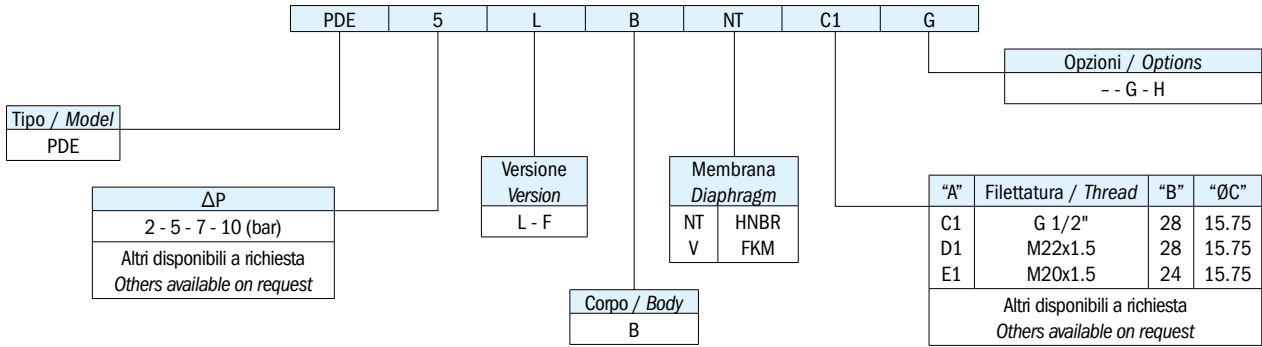 PDE 5 L B NT C1 G
Opzioni / Options
– - G - H
Tipo / Model
PDE
ΔP
2 - 5 - 7 - 10 (bar)
Altri disponibili a richiesta
Others available on request
Versione
Version
L - F
Membrana
Diaphragm
NT HNBR
V FKM
Corpo / Body
B
“A” Filettatura / Thread “B” “ØC”
C1 G 1/2" 28 15.75
D1 M22x1.5 28 15.75
E1 M20x1.5 24 15.75
Altri disponibili a richiesta
Others available on request